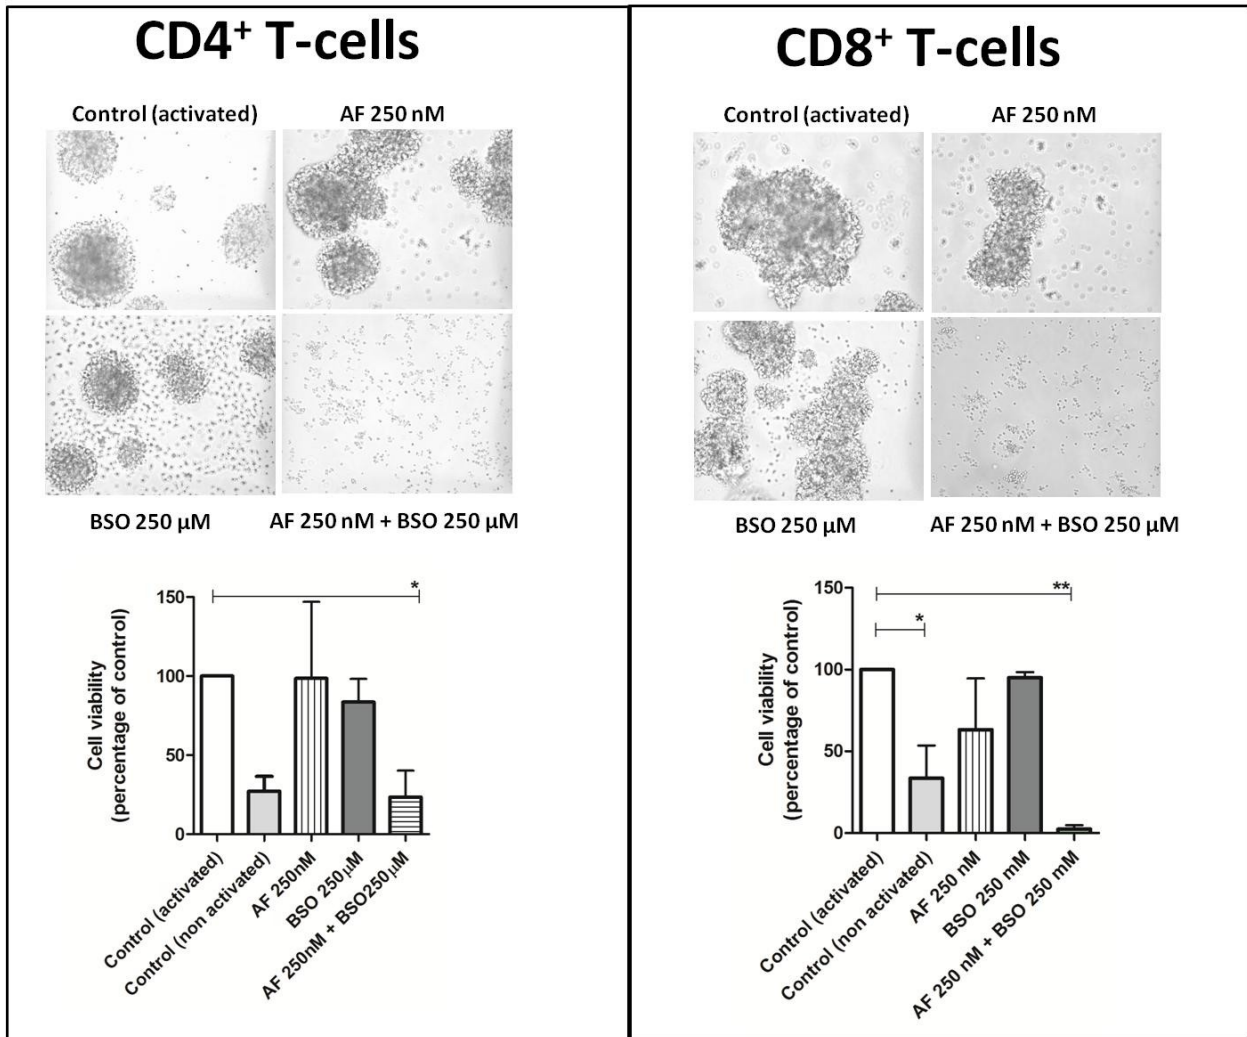 CD4⁺ T-cells
Control (activated)
AF 250 nM
BSO 250 µM
AF 250 nM + BSO 250 µM
*
150
100
50
0
Cell viability
(percentage of control)
Control (activated)
Control (non activated)
AF 250nM
BSO 250µM
AF 250nM + BSO250µM
CD8⁺ T-cells
Control (activated)
AF 250 nM
BSO 250 µM
AF 250 nM + BSO 250 µM
**
*
150
100
50
0
Cell viability
(percentage of control)
Control (activated)
Control (non activated)
AF 250 nM
BSO 250 mM
AF 250 nM + BSO 250 mM